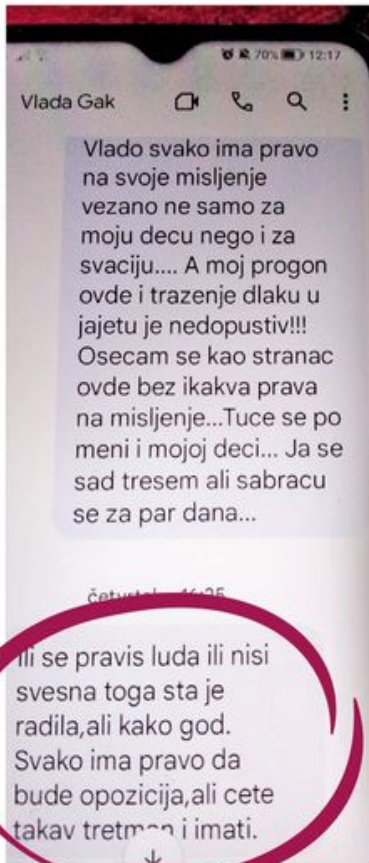 70% 12:17
Vlada Gak
Vlado svako ima pravo
na svoje misljenje
vezano ne samo za
moju decu nego i za
svaciju.... A moj progon
ovde i trazenje dlaku u
jajetu je nedopustiv!!!
Osecam se kao stranac
ovde bez ikakva prava
na misljenje...Tuce se po
meni i mojoj deci... Ja se
sad tresem ali sabracu
se za par dana...
Ili se pravis luda ili nisi
svesna toga sta je
radila,ali kako god.
Svako ima pravo da
bude opozicija,ali cete
takav tretman i imati.